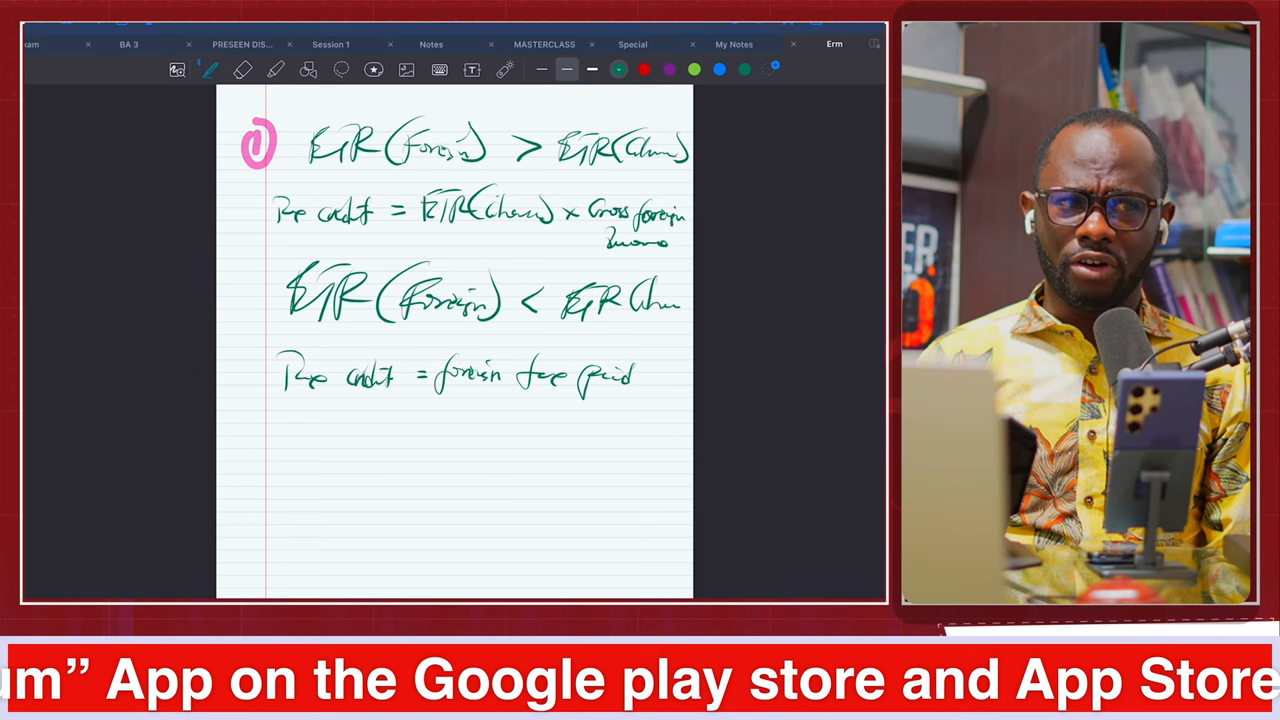 xam BA 3 PRESEEN DIS... Session 1 Notes MASTERCLASS Special My Notes Erm
① ETR (Foreign) > ETR (Ghana)
Tax credit = ETR (Ghana) × Gross foreign
Income
ETR (Foreign) < ETR (Ghana
Tax credit = foreign tax paid
um” App on the Google play store and App Store